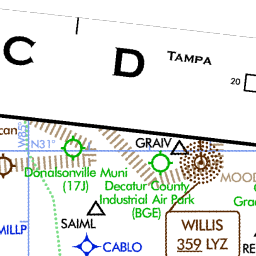 C D TAMPA
20
can
N31°
GRAIV
Donalsonville Muni
(17J)
Decatur County
Industrial Air Park
(BGE)
MOOD
Gra
SAIML
MILLP
CABLO
WILLIS
359 LYZ
RE